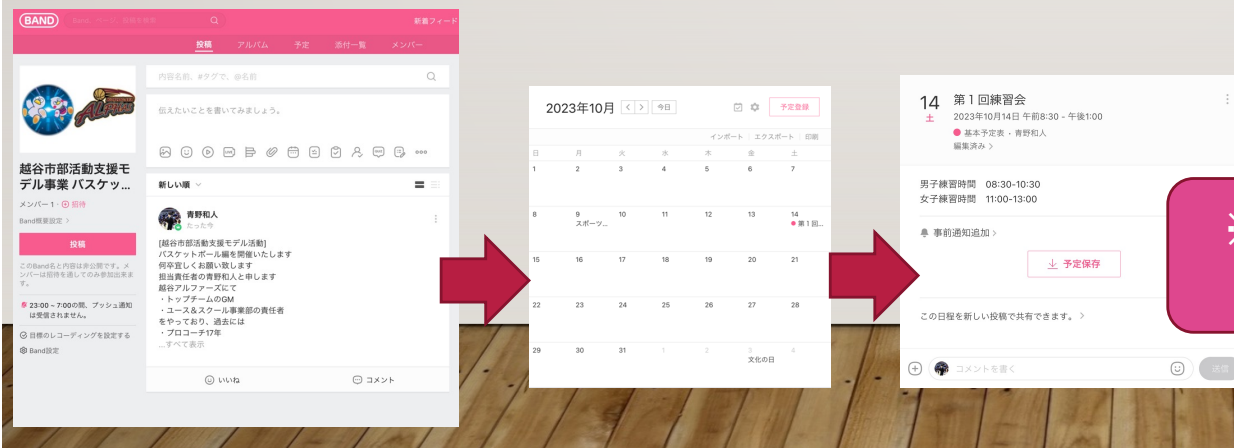 BAND
Band、ページ、投稿を検索
新着フィード
投稿
アルバム
予定
添付一覧
メンバー
ALPHAS
内容名前、#タグで、@名前
伝えたいことを書いてみましょう。
LIVE
越谷市部活動支援モ
デル事業 バスケッ...
メンバー 1・招待
Band概要設定 >
投稿
このBand名と内容は非公開です。メ
ンバーは招待を通してのみ参加出来ま
す。
23:00 ~ 7:00の間、プッシュ通知
は受信されません。
目標のレコーディングを設定する
Band設定
新しい順
青野和人
たった今
[越谷市部活動支援モデル活動]
バスケットボール編を開催いたします
何卒宜しくお願い致します
担当責任者の青野和人と申します
越谷アルファーズにて
・トップチームのGM
・ユース&スクール事業部の責任者
をやっており、過去には
・プロコーチ17年
...すべて表示
いいね
コメント
2023年10月 < > 今日
予定登録
インポート | エクスポート | 印刷
日 月 火 水 木 金 土
1 2 3 4 5 6 7
8 9 10 11 12 13 14
スポーツ... 第1回...
15 16 17 18 19 20 21
22 23 24 25 26 27 28
29 30 31 1 2 3 4
文化の日
14 第1回練習会
土 2023年10月14日 午前8:30 - 午後1:00
基本予定表・青野和人
編集済み >
男子練習時間 08:30-10:30
女子練習時間 11:00-13:00
事前通知追加 >
予定保存
この日程を新しい投稿で共有できます。 >
コメントを書く
送信
※